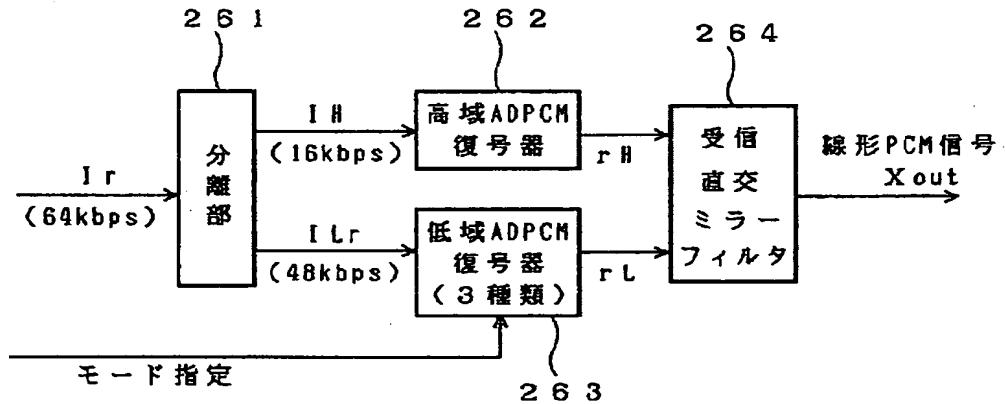 261
262
264
Ir
(64kbps)
分離部
IH
(16kbps)
ILr
(48kbps)
高域ADPCM
復号器
低域ADPCM
復号器
(3種類)
rH
rL
受信
直交
ミラー
フィルタ
線形PCM信号
Xout
モード指定
263